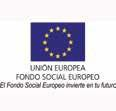 UNIÓN EUROPEA
FONDO SOCIAL EUROPEO
El Fondo Social Europeo invierte en tu futuro